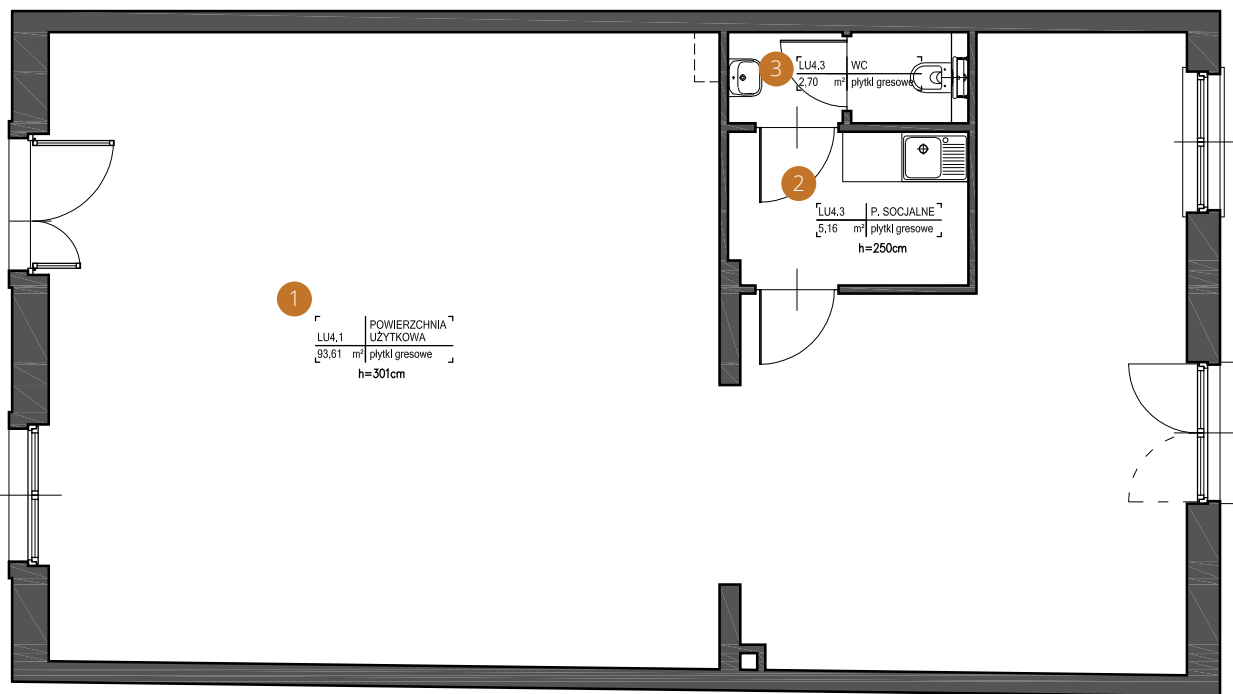 3
LU4.3 WC
2,70 m² płytki gresowe
2
LU4.3 P. SOCJALNE
5,16 m² płytki gresowe
h=250cm
1
POWIERZCHNIA
LU4.1 UŻYTKOWA
93,61 m² płytki gresowe
h=301cm